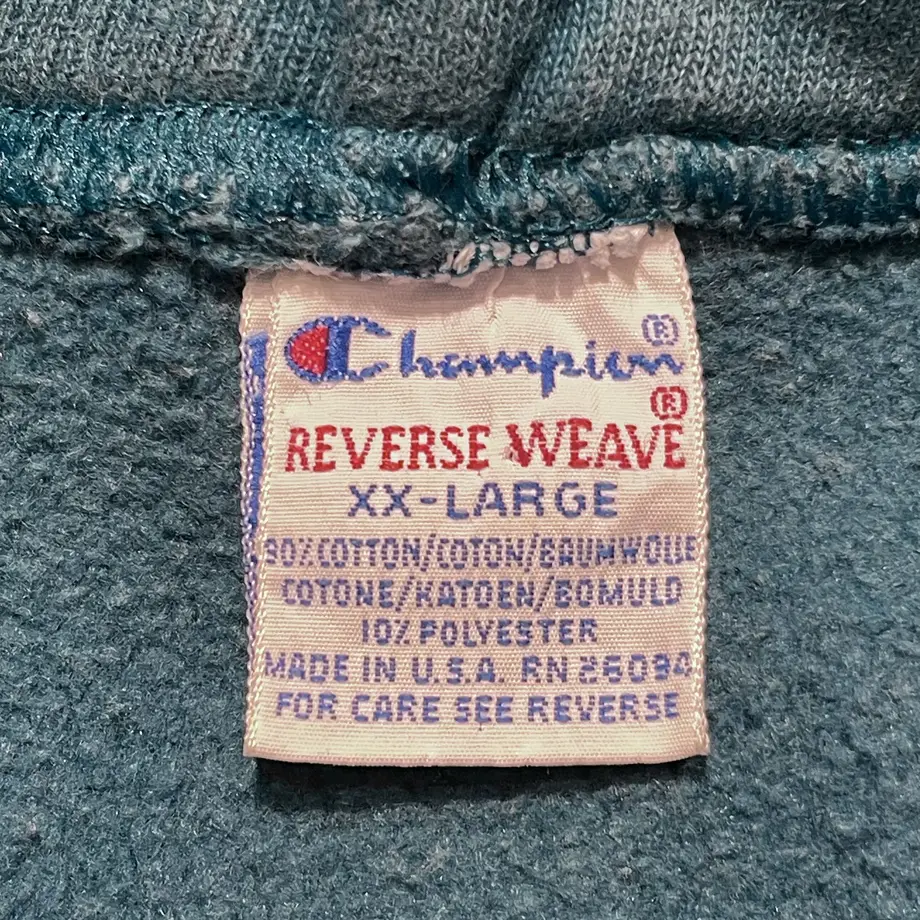 Champion®
REVERSE WEAVE®
XX-LARGE
90% COTTON/COTON/BAUMWOLLE
COTONE/KATOEN/BOMULD
10% POLYESTER
MADE IN U.S.A. RN 26094
FOR CARE SEE REVERSE